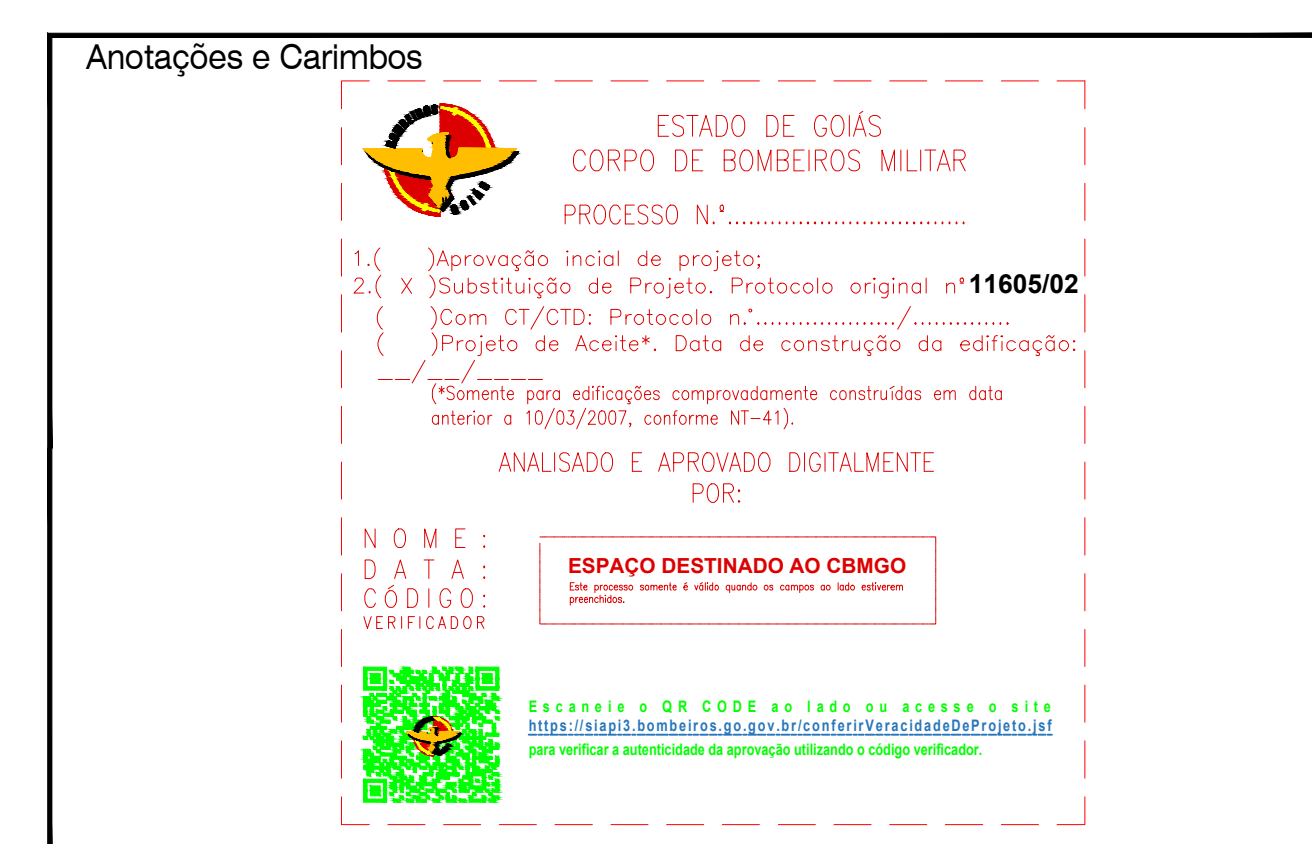 Anotações e Carimbos
BOMBEIROS
GOIÁS
ESTADO DE GOIÁS
CORPO DE BOMBEIROS MILITAR
PROCESSO N.º..................................
1.(    )Aprovação incial de projeto;
2.( X )Substituição de Projeto. Protocolo original nº11605/02
(    )Com CT/CTD: Protocolo n.°..................../..............
(    )Projeto de Aceite*. Data de construção da edificação:
__/__/____
(*Somente para edificações comprovadamente construídas em data
anterior a 10/03/2007, conforme NT-41).
ANALISADO E APROVADO DIGITALMENTE
POR:
NOME:
DATA:
CÓDIGO:
VERIFICADOR
ESPAÇO DESTINADO AO CBMGO
Este processo somente é válido quando os campos ao lado estiverem
preenchidos.
Escaneie o QR CODE ao lado ou acesse o site
https://siapi3.bombeiros.go.gov.br/conferirVeracidadeDeProjeto.jsf
para verificar a autenticidade da aprovação utilizando o código verificador.